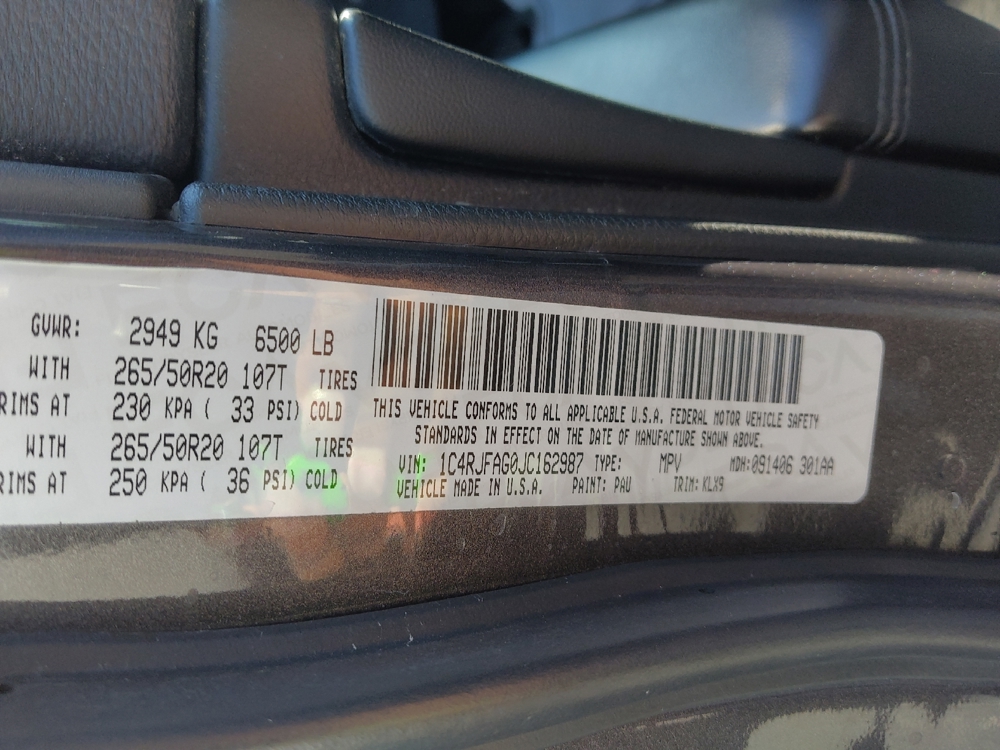 GVWR: 2949 KG 6500 LB
WITH 265/50R20 107T TIRES
RIMS AT 230 KPA ( 33 PSI) COLD
WITH 265/50R20 107T TIRES
RIMS AT 250 KPA ( 36 PSI) COLD
THIS VEHICLE CONFORMS TO ALL APPLICABLE U.S.A. FEDERAL MOTOR VEHICLE SAFETY
STANDARDS IN EFFECT ON THE DATE OF MANUFACTURE SHOWN ABOVE.
VIN: 1C4RJFAG0JC162987 TYPE: MPV MDH:091406 301AA
VEHICLE MADE IN U.S.A. PAINT: PAU TRIM: KLX9